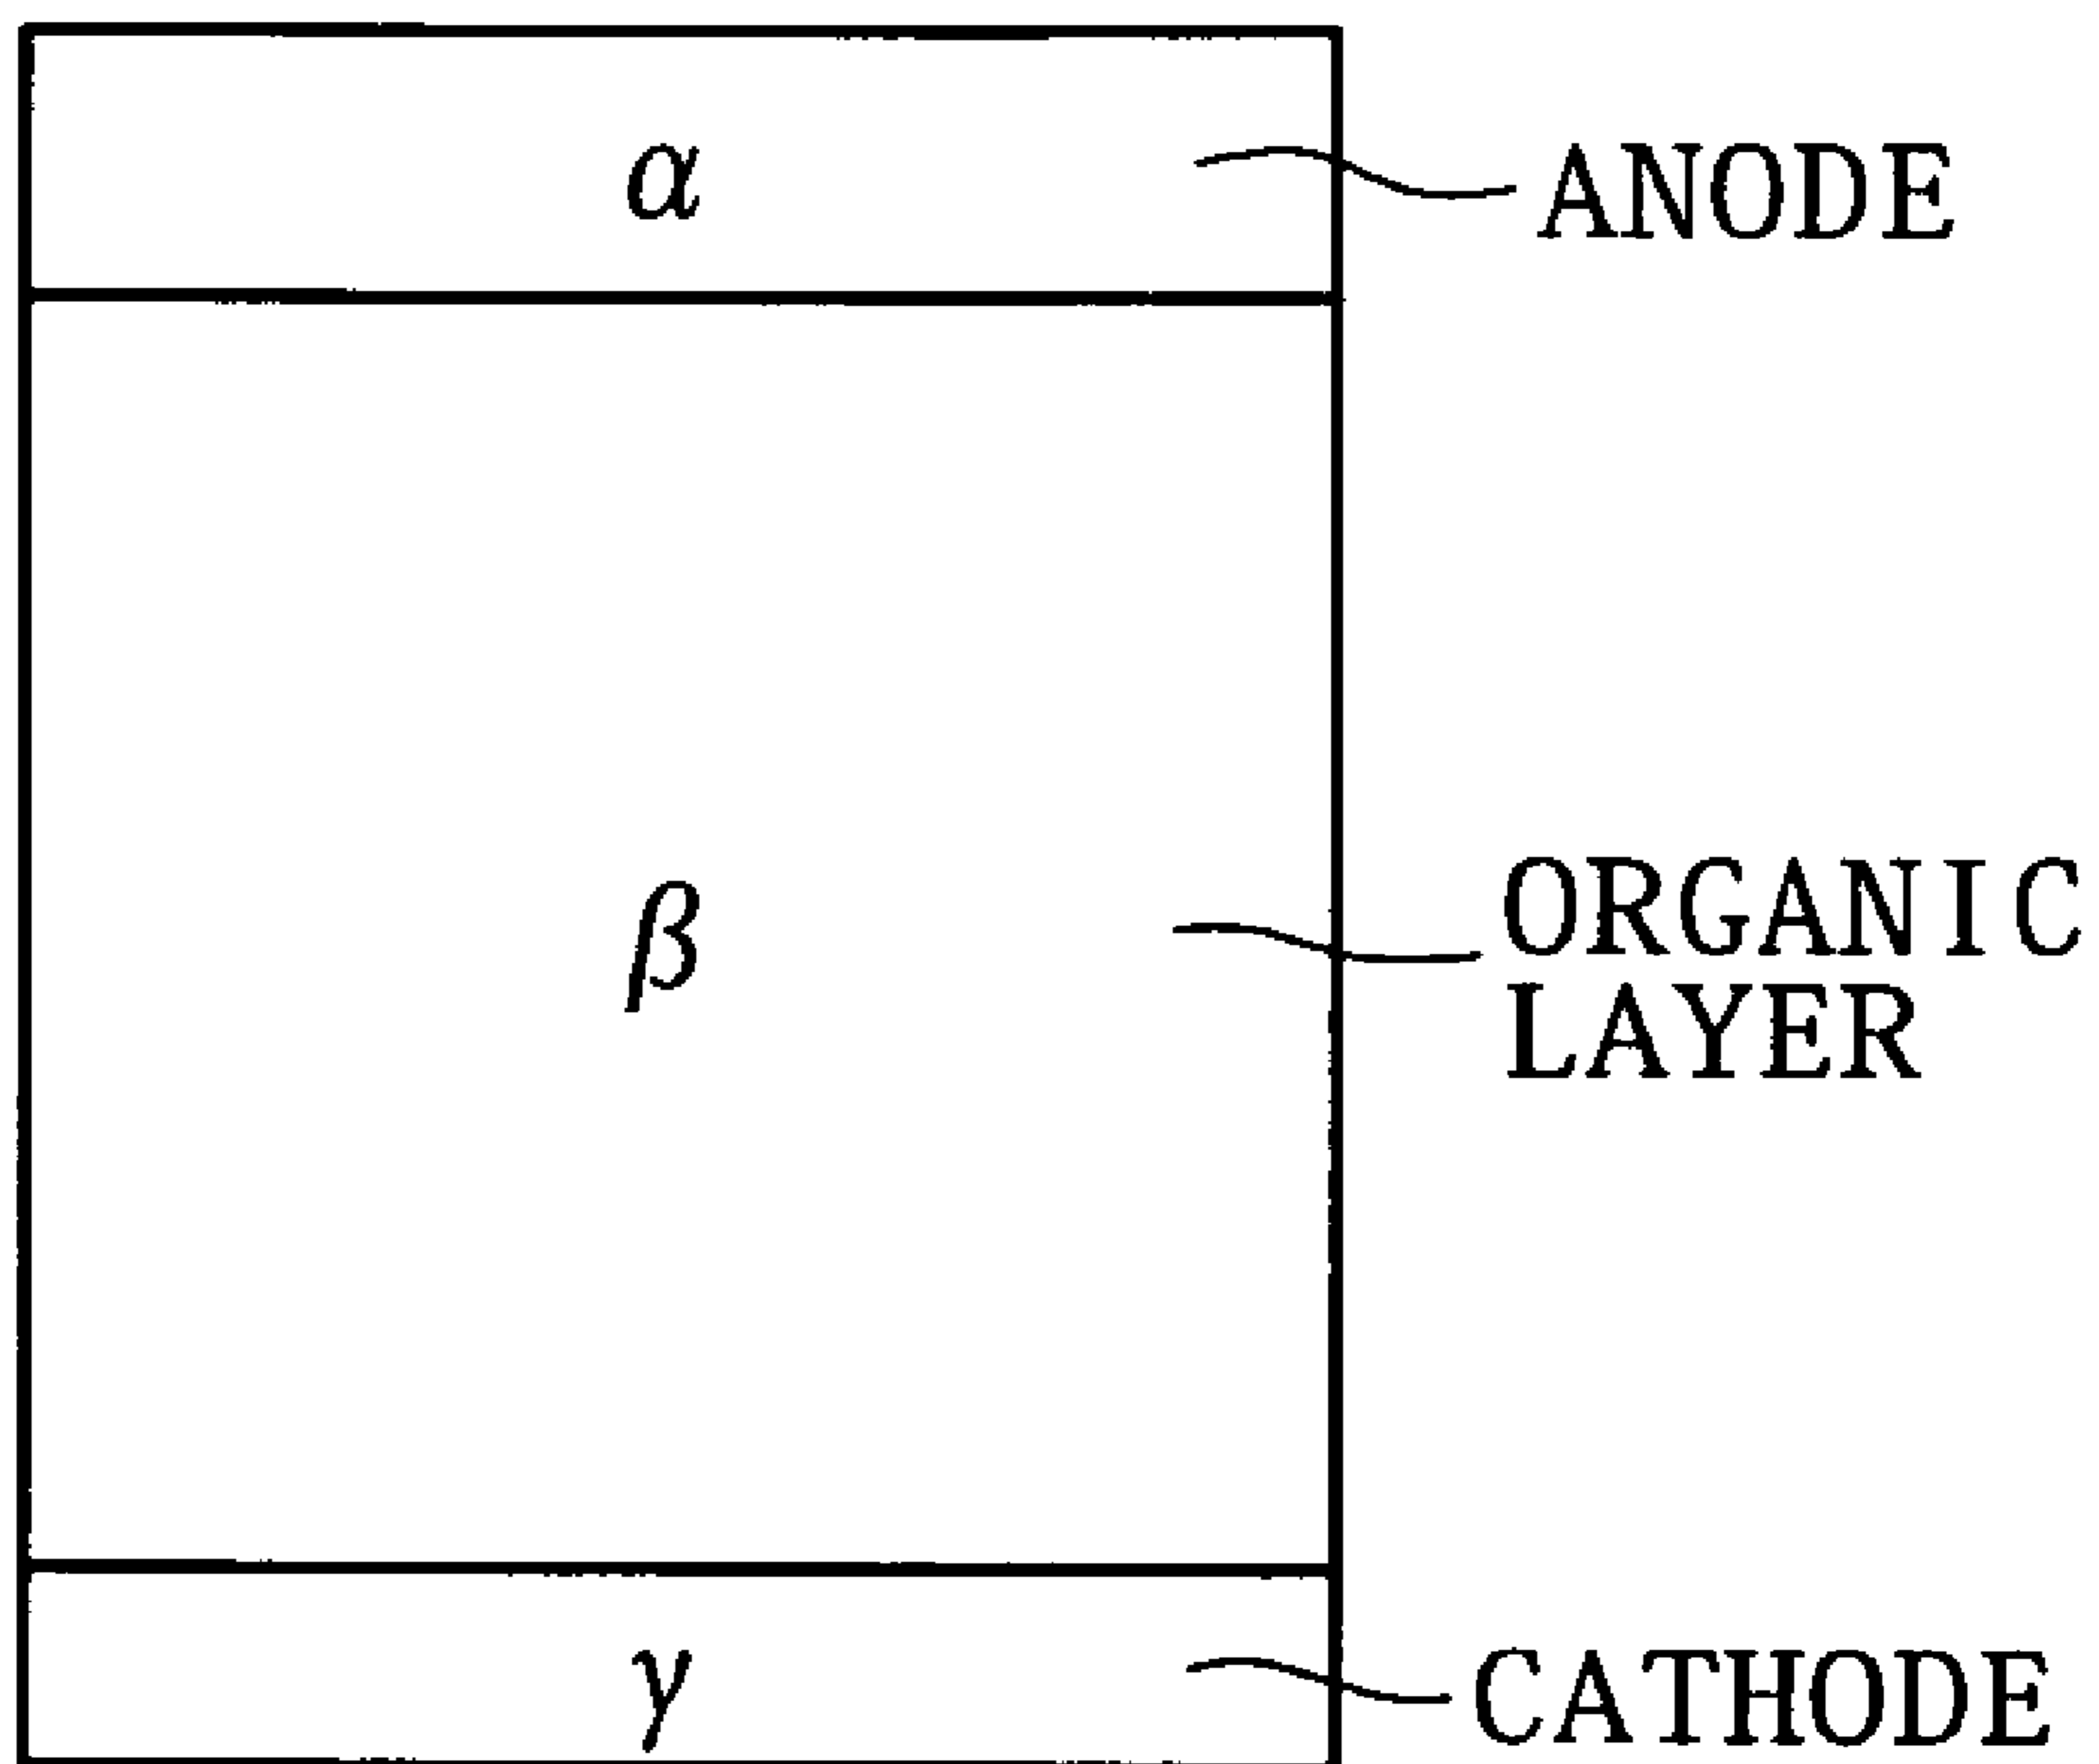 α
ANODE
β
ORGANIC
LAYER
γ
CATHODE